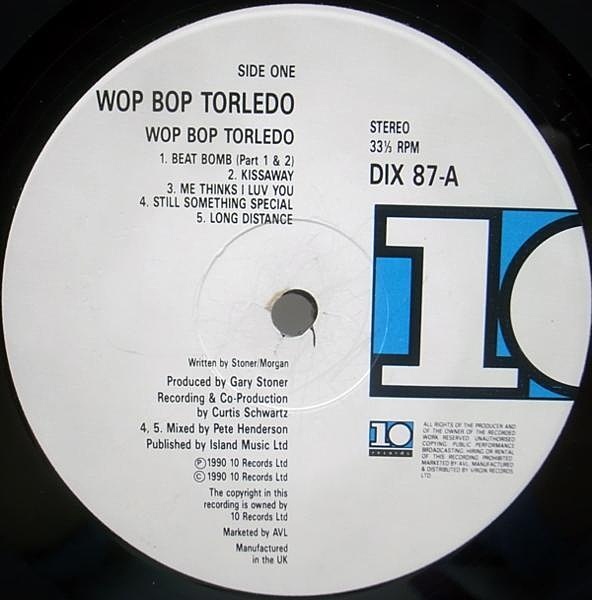 SIDE ONE
WOP BOP TORLEDO
WOP BOP TORLEDO
1. BEAT BOMB (Part 1 & 2)
2. KISSAWAY
3. ME THINKS I LUV YOU
4. STILL SOMETHING SPECIAL
5. LONG DISTANCE
STEREO
33⅓ RPM
DIX 87-A
10
Written by Stoner/Morgan
Produced by Gary Stoner
Recording & Co-Production
by Curtis Schwartz
4, 5. Mixed by Pete Henderson
Published by Island Music Ltd
Ⓟ1990 10 Records Ltd
©1990 10 Records Ltd
The copyright in this
recording is owned by
10 Records Ltd
Marketed by AVL
Manufactured
in the UK
10
records
ALL RIGHTS OF THE PRODUCER AND
OF THE OWNER OF THE RECORDED
WORK RESERVED. UNAUTHORISED
COPYING, PUBLIC PERFORMANCE
BROADCASTING, HIRING OR RENTAL
OF THIS RECORDING PROHIBITED.
MARKETED BY AVL. MANUFACTURED
& DISTRIBUTED BY VIRGIN RECORDS
LTD.